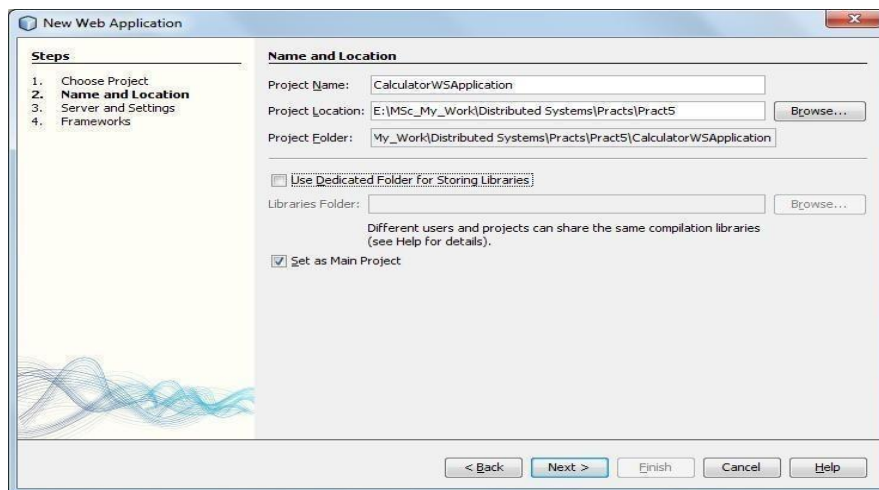 New Web Application
Steps
1. Choose Project
2. Name and Location
3. Server and Settings
4. Frameworks
Name and Location
Project Name: CalculatorWSApplication
Project Location: E:\MSc_My_Work\Distributed Systems\Practs\Pract5 Browse...
Project Folder: My_Work\Distributed Systems\Practs\Pract5\CalculatorWSApplication
Use Dedicated Folder for Storing Libraries
Libraries Folder: Browse...
Different users and projects can share the same compilation libraries
(see Help for details).
Set as Main Project
< Back Next > Finish Cancel Help